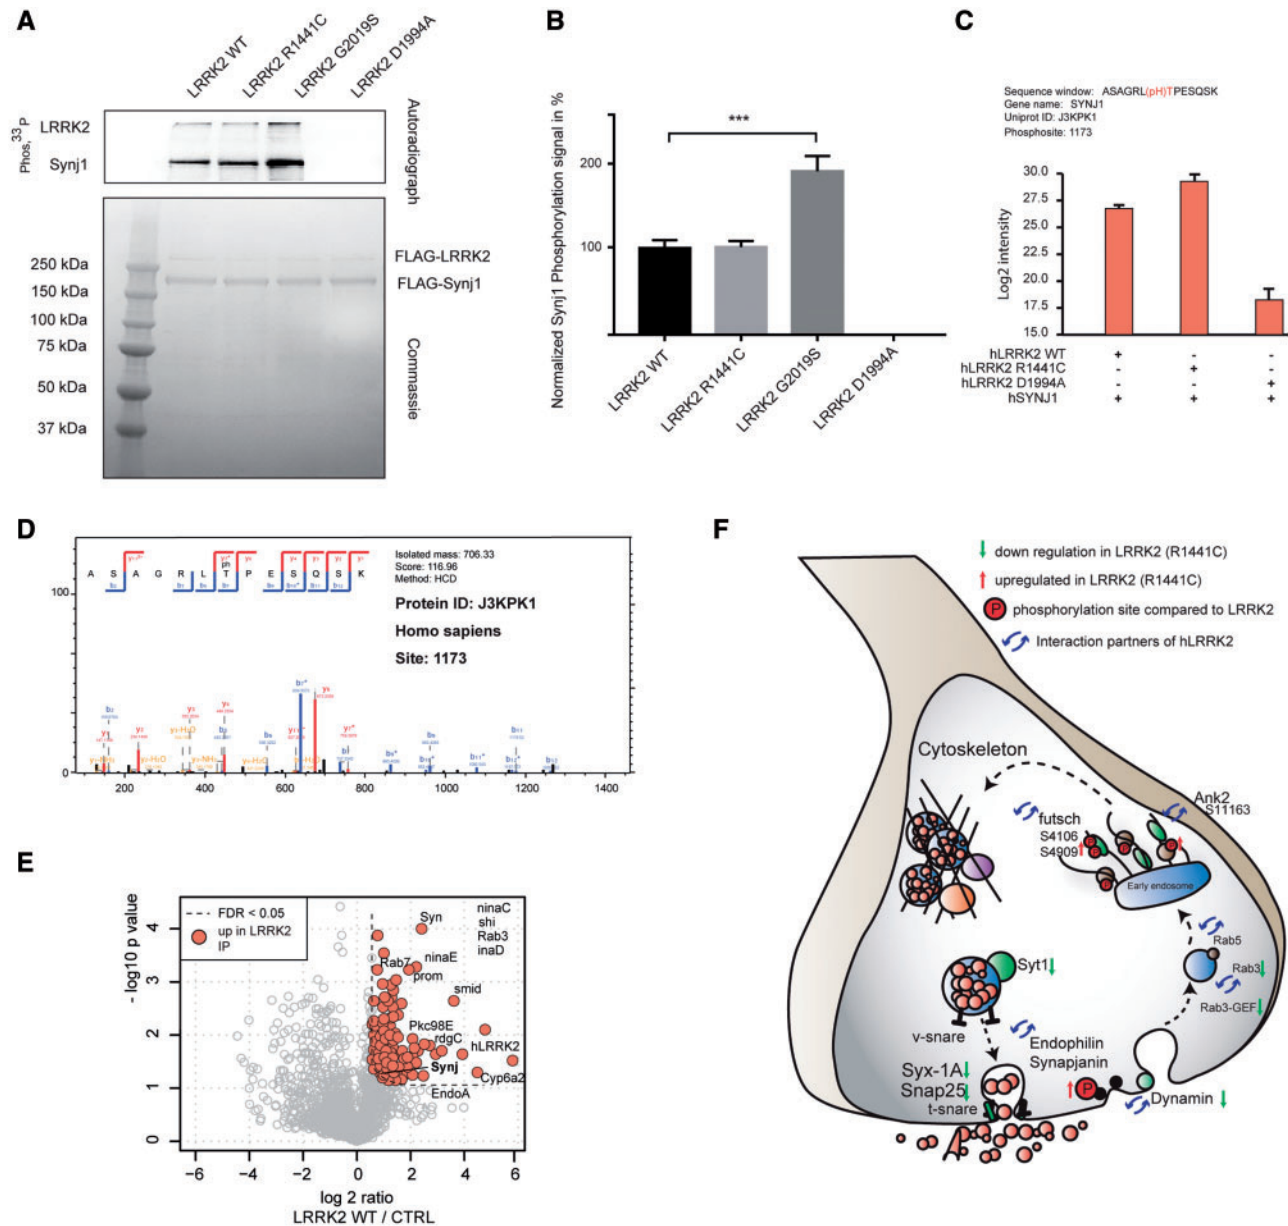 A
LRRK2 WT
LRRK2 R1441C
LRRK2 G2019S
LRRK2 D1994A
Phos,33P
LRRK2
Synj1
Autoradiograph
250 kDa
150 kDa
100 kDa
75 kDa
50 kDa
37 kDa
FLAG-LRRK2
FLAG-Synj1
Commassie
B
Normalized Synj1 Phosphorylation signal in %
200
100
***
LRRK2 WT
LRRK2 R1441C
LRRK2 G2019S
LRRK2 D1994A
C
Sequence window: ASAGRL(pH)TPESQSK
Gene name: SYNJ1
Uniprot ID: J3KPK1
Phosphosite: 1173
Log2 intensity
30.0
27.5
25.0
22.5
20.0
17.5
15.0
hLRRK2 WT + - -
hLRRK2 R1441C - + -
hLRRK2 D1994A - - +
hSYNJ1 + + +
D
A S A G R L T P E S Q S K
ph
Isolated mass: 706.33
Score: 116.96
Method: HCD
Protein ID: J3KPK1
Homo sapiens
Site: 1173
100
0
200 400 600 800 1000 1200 1400
E
- log10 p value
4
3
2
1
0
FDR < 0.05
up in LRRK2
IP
Syn
ninaC
shi
Rab3
inaD
Rab7
ninaE
prom
smid
Pkc98E
rdgC
hLRRK2
Synj
Cyp6a2
EndoA
−6 −4 −2 0 2 4 6
log 2 ratio
LRRK2 WT / CTRL
F
down regulation in LRRK2 (R1441C)
upregulated in LRRK2 (R1441C)
P phosphorylation site compared to LRRK2
Interaction partners of hLRRK2
Cytoskeleton
Ank2
S11163
futsch
S4106
S4909
Early endosome
Rab5
Rab3
Rab3-GEF
Syt1
v-snare
Endophilin
Synapjanin
Syx-1A
Snap25
t-snare
P
Dynamin